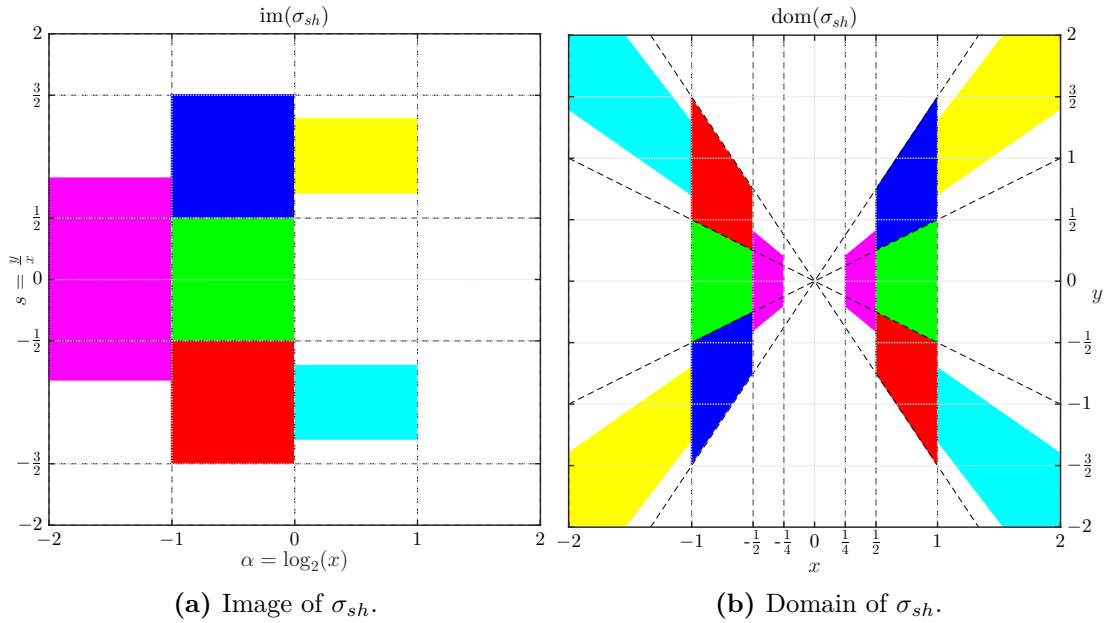 im(σ_sh)
2
3/2
1/2
0
-1/2
-3/2
-2
s = y/x
-2 -1 0 1 2
α = log₂(x)
(a) Image of σ_sh.
dom(σ_sh)
2
3/2
1
1/2
0
-1/2
-1
-3/2
-2
y
-2 -1 -1/2 -1/4 0 1/4 1/2 1 2
x
(b) Domain of σ_sh.